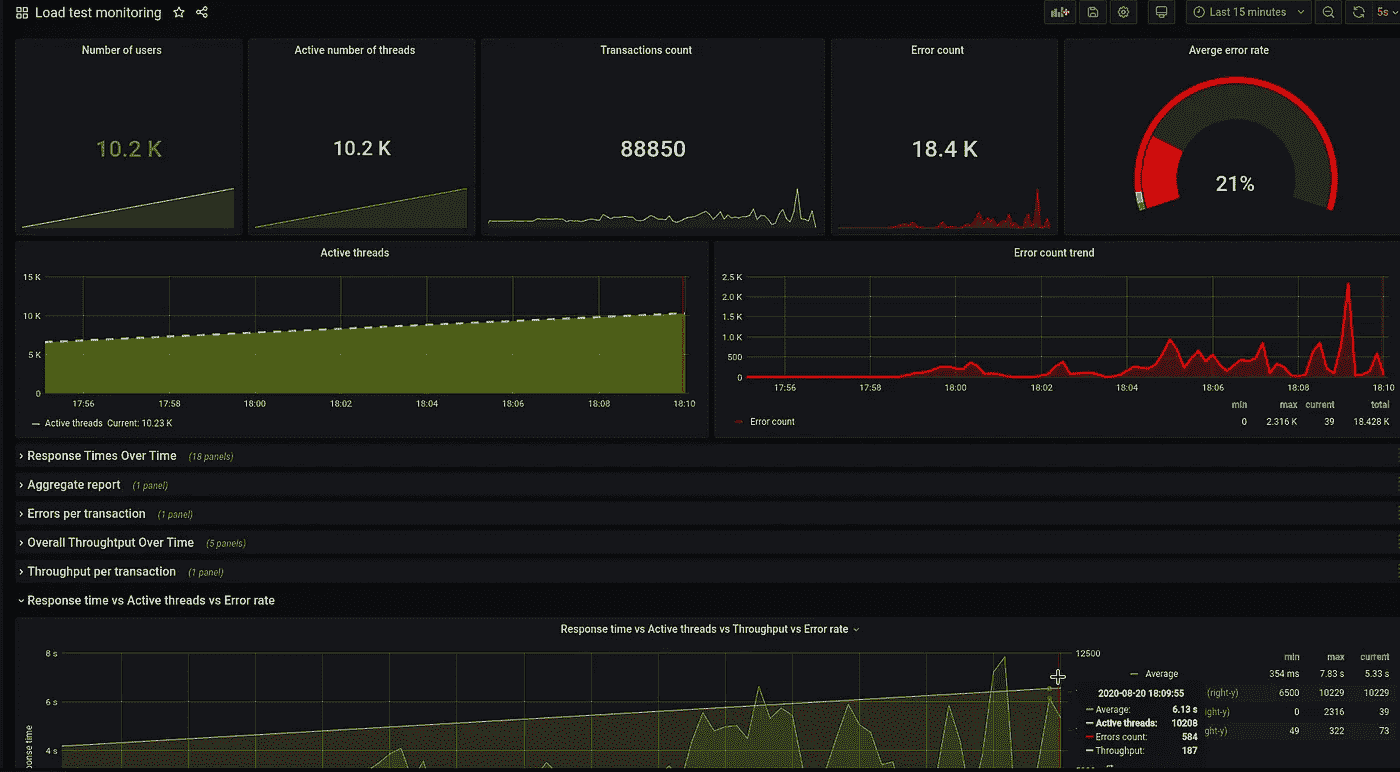 Load test monitoring
Last 15 minutes
5s
Number of users
Active number of threads
Transactions count
Error count
Averge error rate
10.2 K
10.2 K
88850
18.4 K
21%
Active threads
15 K
10 K
5 K
0
17:56 17:58 18:00 18:02 18:04 18:06 18:08 18:10
Active threads Current: 10.23 K
Error count trend
2.5 K
2.0 K
1.5 K
1.0 K
500
0
17:56 17:58 18:00 18:02 18:04 18:06 18:08 18:10
min max current total
Error count 0 2.316 K 39 18.428 K
Response Times Over Time (18 panels)
Aggregate report (1 panel)
Errors per transaction (1 panel)
Overall Throughtput Over Time (5 panels)
Throughput per transaction (1 panel)
Response time vs Active threads vs Error rate
Response time vs Active threads vs Throughput vs Error rate
8 s
6 s
4 s
onse time
12500
min max current
Average 354 ms 7.83 s 5.33 s
(right-y) 6500 10229 10229
ight-y) 0 2316 39
ght-y) 49 322 73
2020-08-20 18:09:55
Average: 6.13 s
Active threads: 10208
Errors count: 584
Throughput: 187